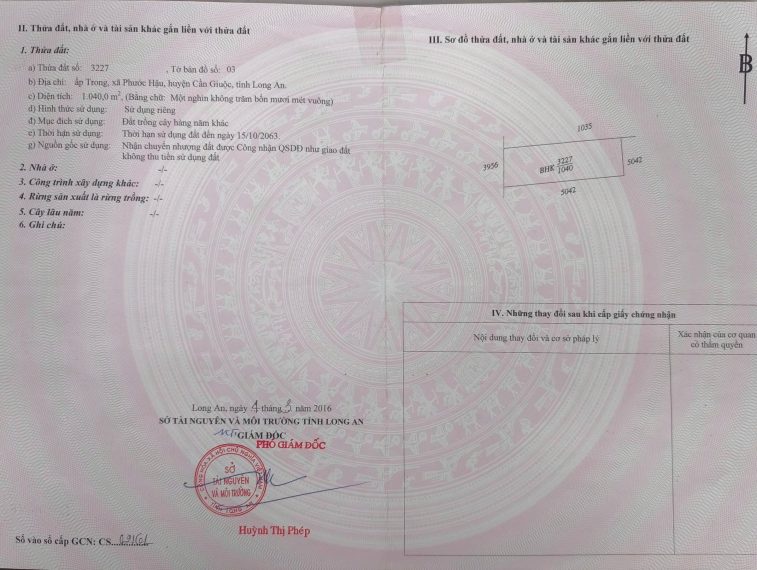 II. Thửa đất, nhà ở và tài sản khác gắn liền với thửa đất
1. Thửa đất:
a) Thửa đất số: 3227 , Tờ bản đồ số: 03
b) Địa chỉ: ấp Trong, xã Phước Hậu, huyện Cần Giuộc, tỉnh Long An.
c) Diện tích: 1.040,0 m², (Bằng chữ: Một nghìn không trăm bốn mươi mét vuông)
d) Hình thức sử dụng: Sử dụng riêng
đ) Mục đích sử dụng: Đất trồng cây hàng năm khác
e) Thời hạn sử dụng: Thời hạn sử dụng đất đến ngày 15/10/2063.
g) Nguồn gốc sử dụng: Nhận chuyển nhượng đất được Công nhận QSDĐ như giao đất
không thu tiền sử dụng đất
2. Nhà ở: -/-
3. Công trình xây dựng khác: -/-
4. Rừng sản xuất là rừng trồng: -/-
5. Cây lâu năm: -/-
6. Ghi chú:
Long An, ngày tháng năm 2016
SỞ TÀI NGUYÊN VÀ MÔI TRƯỜNG TỈNH LONG AN
KT GIÁM ĐỐC
PHÓ GIÁM ĐỐC
SỞ
TÀI NGUYÊN
VÀ MÔI TRƯỜNG
Huỳnh Thị Phép
Số vào sổ cấp GCN: CS
III. Sơ đồ thửa đất, nhà ở và tài sản khác gắn liền với thửa đất
B
1035
3956
BHK 3227
1040
5042
5042
IV. Những thay đổi sau khi cấp giấy chứng nhận
Nội dung thay đổi và cơ sở pháp lý
Xác nhận của cơ quan
có thẩm quyền